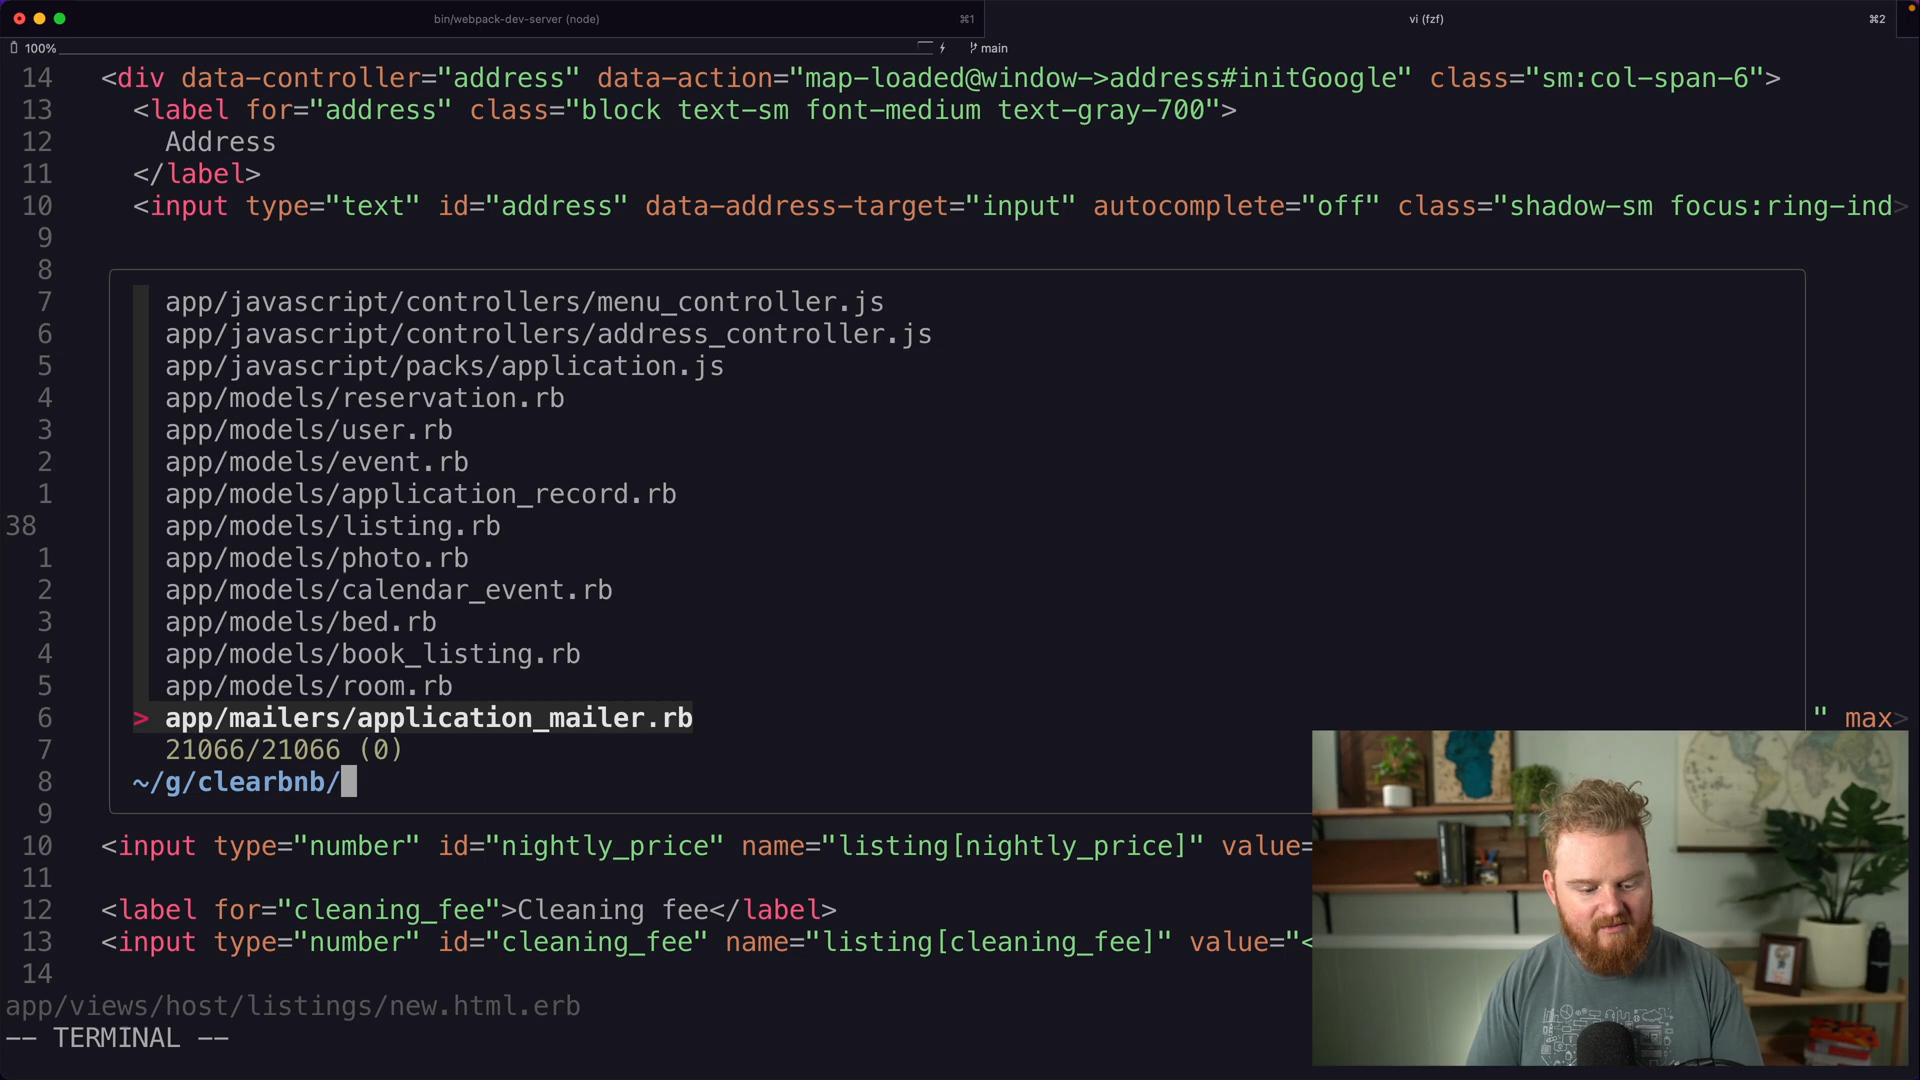 bin/webpack-dev-server (node) ⌘1 vi (fzf) ⌘2
100% main
14 <div data-controller="address" data-action="map-loaded@window->address#initGoogle" class="sm:col-span-6">
13 <label for="address" class="block text-sm font-medium text-gray-700">
12 Address
11 </label>
10 <input type="text" id="address" data-address-target="input" autocomplete="off" class="shadow-sm focus:ring-ind>
9
8
7 app/javascript/controllers/menu_controller.js
6 app/javascript/controllers/address_controller.js
5 app/javascript/packs/application.js
4 app/models/reservation.rb
3 app/models/user.rb
2 app/models/event.rb
1 app/models/application_record.rb
38 app/models/listing.rb
1 app/models/photo.rb
2 app/models/calendar_event.rb
3 app/models/bed.rb
4 app/models/book_listing.rb
5 app/models/room.rb
6 > app/mailers/application_mailer.rb " max>
7 21066/21066 (0)
8 ~/g/clearbnb/
9
10 <input type="number" id="nightly_price" name="listing[nightly_price]" value=
11
12 <label for="cleaning_fee">Cleaning fee</label>
13 <input type="number" id="cleaning_fee" name="listing[cleaning_fee]" value="<
14
app/views/host/listings/new.html.erb
-- TERMINAL --